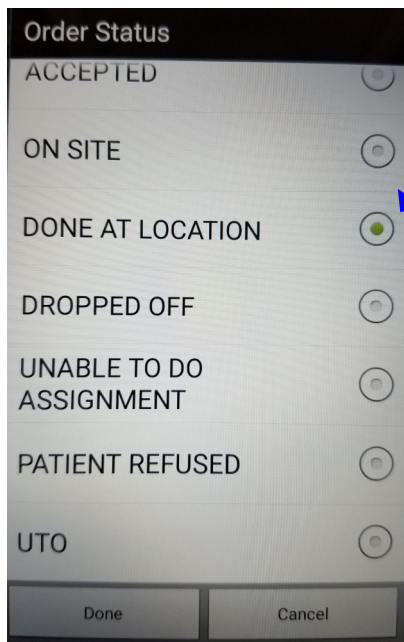 Order Status
ACCEPTED
ON SITE
DONE AT LOCATION
DROPPED OFF
UNABLE TO DO
ASSIGNMENT
PATIENT REFUSED
UTO
Done
Cancel